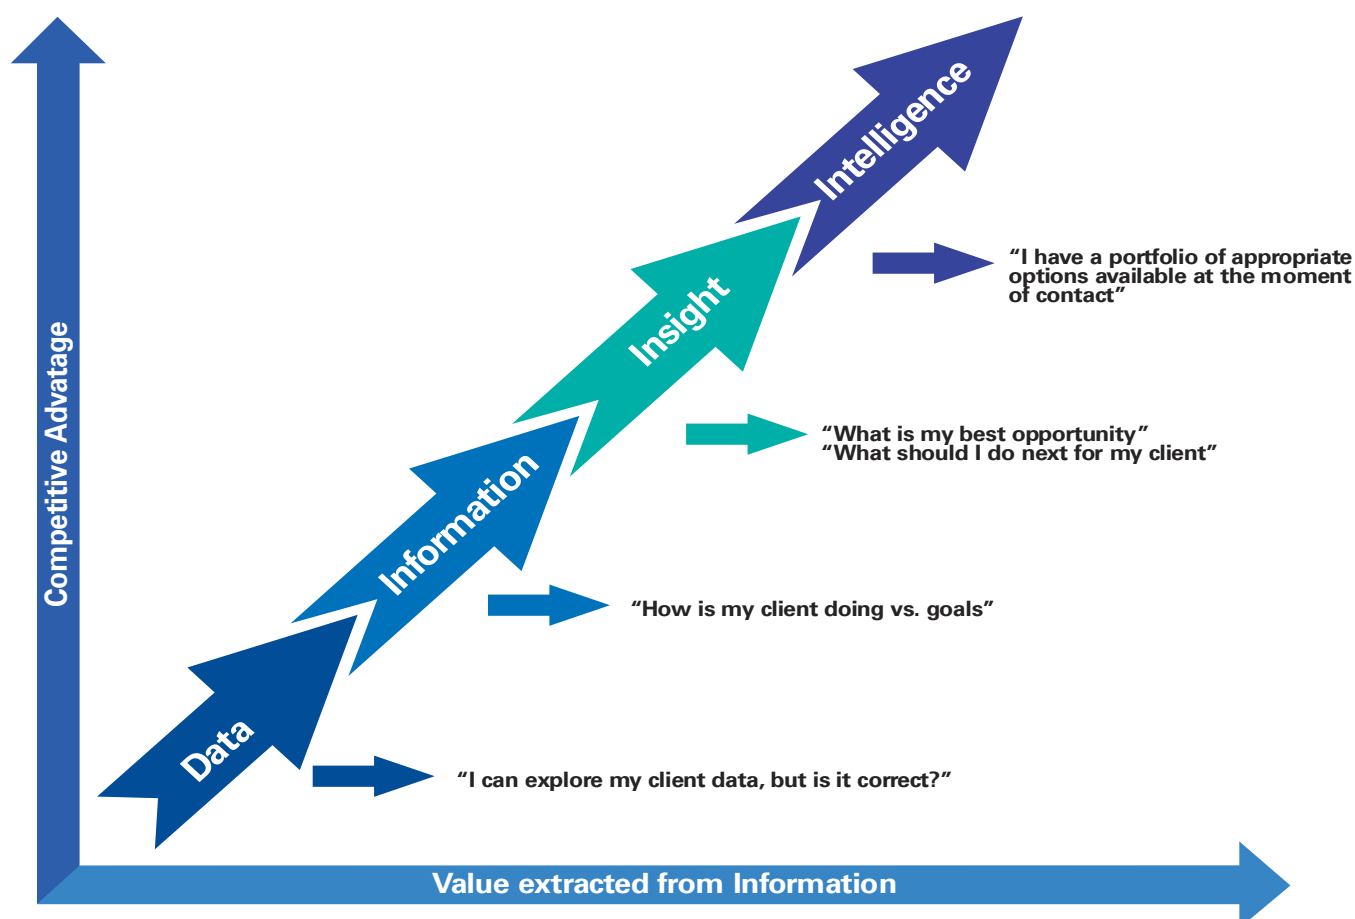 Intelligence
“I have a portfolio of appropriate
options available at the moment
of contact”
Insight
“What is my best opportunity”
“What should I do next for my client”
Information
“How is my client doing vs. goals”
Data
“I can explore my client data, but is it correct?”
Competitive Advatage
Value extracted from Information